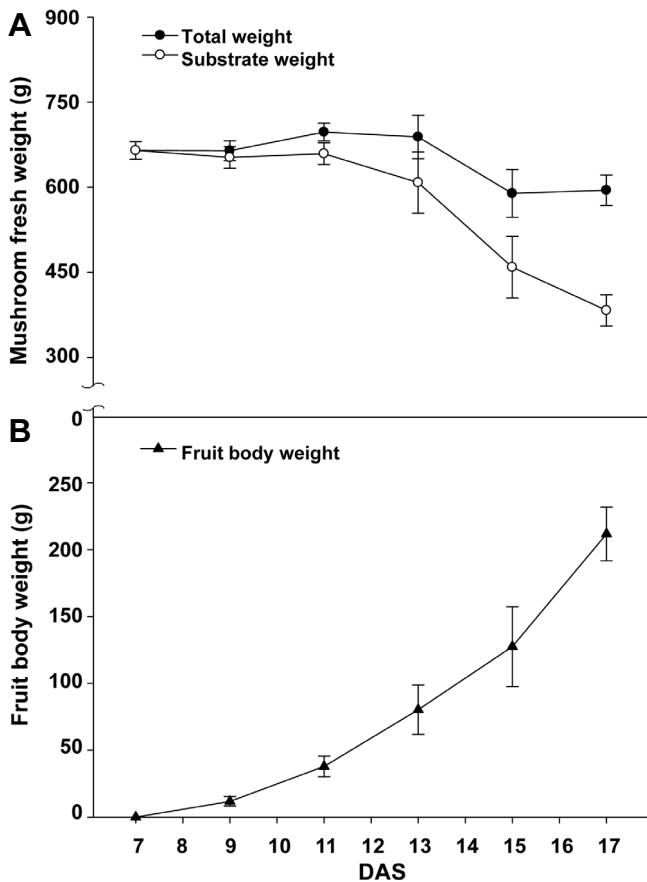 A
Total weight
Substrate weight
Mushroom fresh weight (g)
900
750
600
450
300
0
B
Fruit body weight
Fruit body weight (g)
250
200
150
100
50
0
7 8 9 10 11 12 13 14 15 16 17
DAS